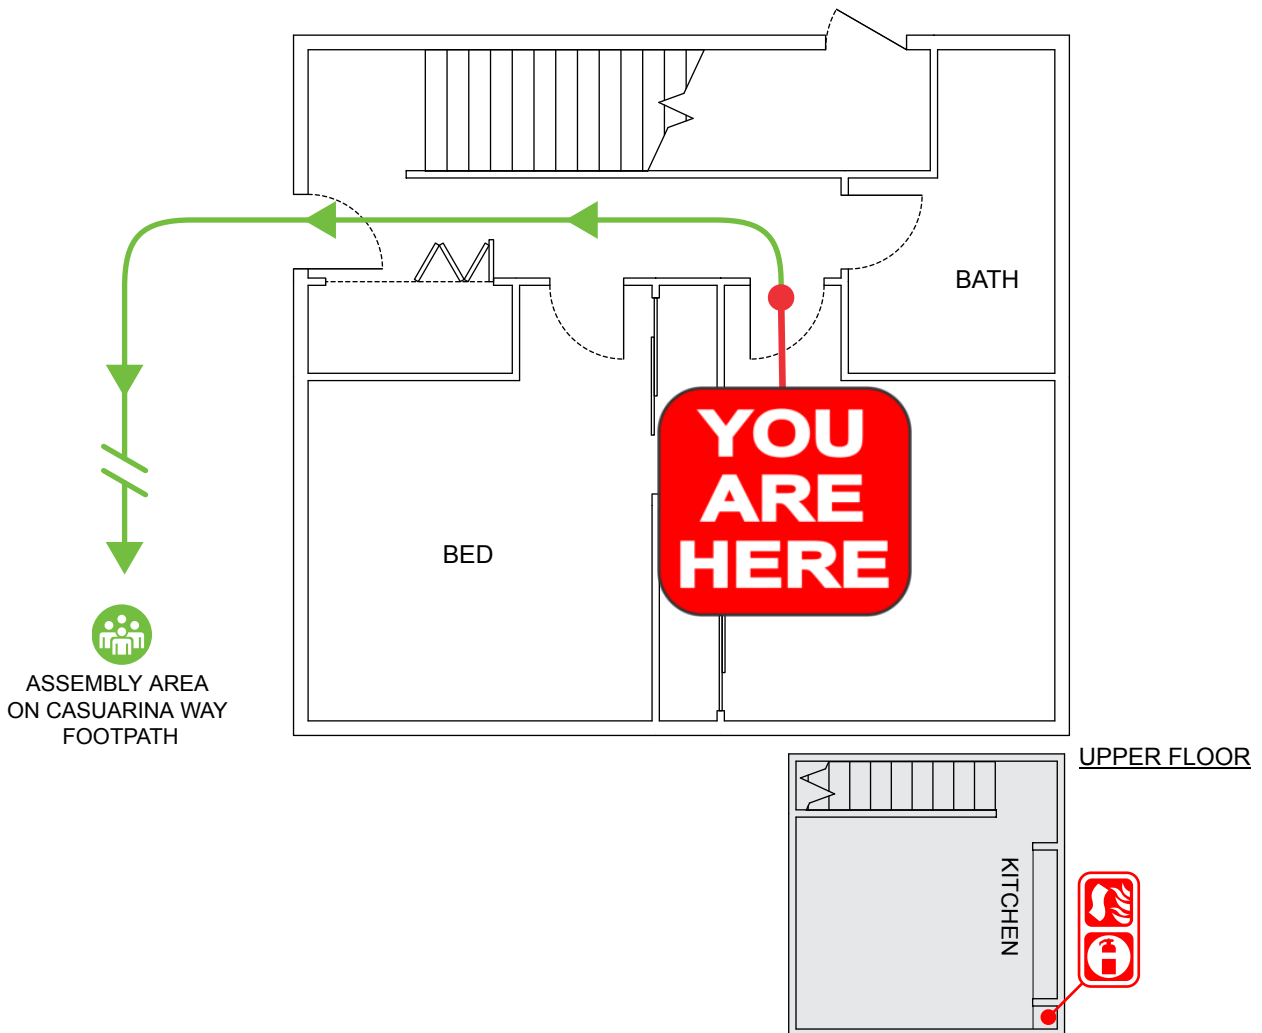 BATH
YOU
ARE
HERE
BED
ASSEMBLY AREA
ON CASUARINA WAY
FOOTPATH
UPPER FLOOR
KITCHEN